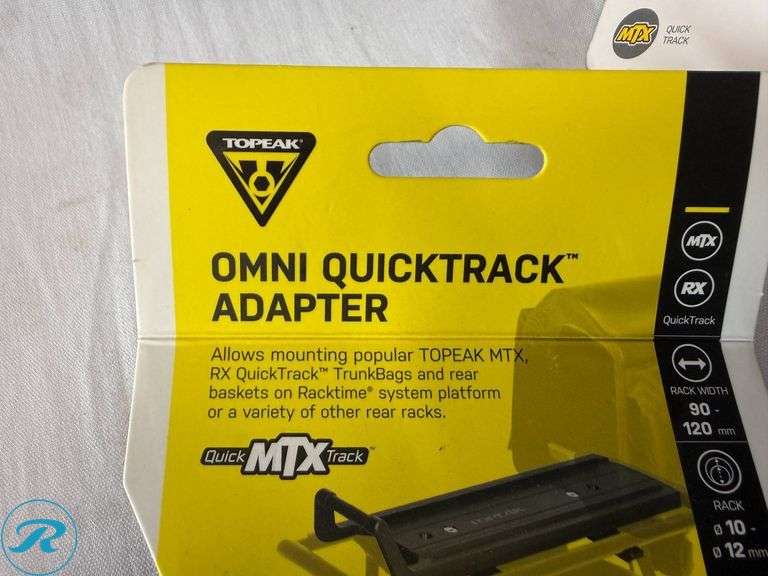 MTX
QUICK
TRACK
TOPEAK®
OMNI QUICKTRACK™
ADAPTER
Allows mounting popular TOPEAK MTX,
RX QuickTrack™ TrunkBags and rear
baskets on Racktime® system platform
or a variety of other rear racks.
Quick MTX Track™
MTX
RX
QuickTrack
RACK WIDTH
90 -
120 mm
RACK
ø 10 -
ø 12 mm
R